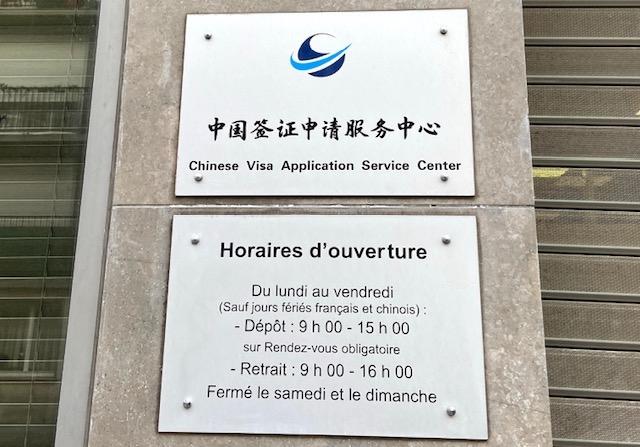 中国签证申请服务中心
Chinese Visa Application Service Center
Horaires d'ouverture
Du lundi au vendredi
(Sauf jours fériés français et chinois) :
- Dépôt : 9 h 00 - 15 h 00
sur Rendez-vous obligatoire
- Retrait : 9 h 00 - 16 h 00
Fermé le samedi et le dimanche